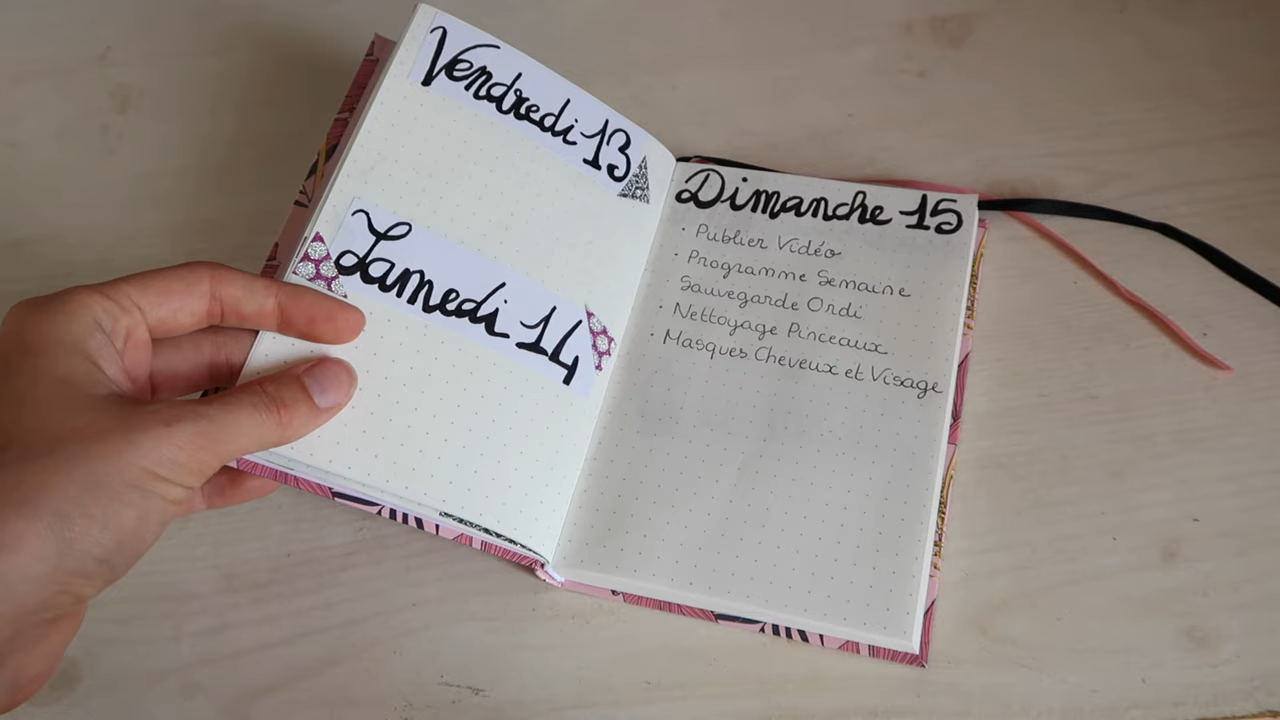 Vendredi 13
Samedi 14
Dimanche 15
• Publier Vidéo
• Programme Semaine
• Sauvegarde Ordi
• Nettoyage Pinceaux
• Masques Cheveux et Visage